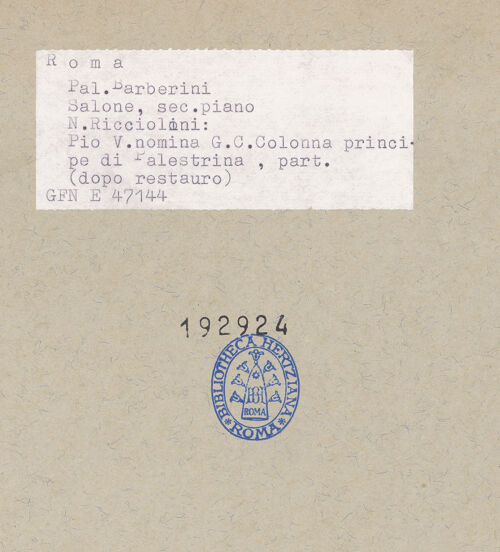 R o m a
Pal.Barberini
Salone, sec.piano
N.Ricciolini:
Pio V.nomina G.C.Colonna princi-
pe di Palestrina , part.
(dopo restauro)
GFN E 47144
192924
BIBLIOTHECA HERTZIANA
ROMA
* ROMA *